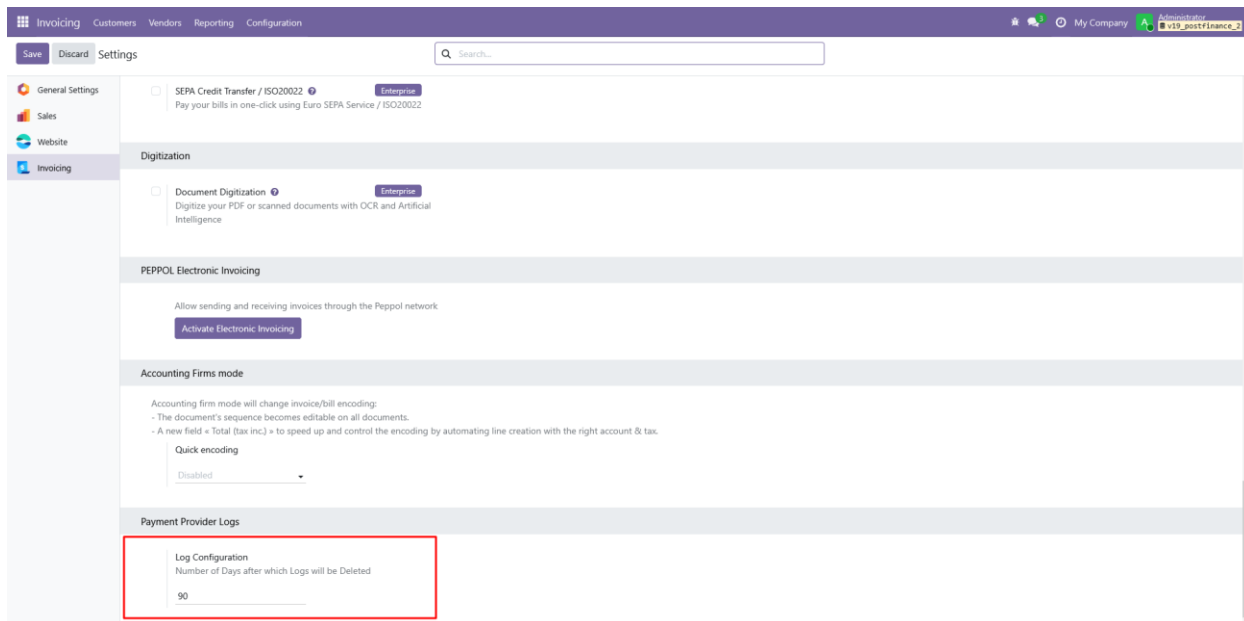 Invoicing Customers Vendors Reporting Configuration
3 My Company A Administrator
v19_postfinance_2
Save Discard Settings Search...
General Settings
Sales
Website
Invoicing
SEPA Credit Transfer / ISO20022 ? Enterprise
Pay your bills in one-click using Euro SEPA Service / ISO20022
Digitization
Document Digitization ? Enterprise
Digitize your PDF or scanned documents with OCR and Artificial
Intelligence
PEPPOL Electronic Invoicing
Allow sending and receiving invoices through the Peppol network
Activate Electronic Invoicing
Accounting Firms mode
Accounting firm mode will change invoice/bill encoding:
- The document's sequence becomes editable on all documents.
- A new field « Total (tax inc.) » to speed up and control the encoding by automating line creation with the right account & tax.
Quick encoding
Disabled
Payment Provider Logs
Log Configuration
Number of Days after which Logs will be Deleted
90